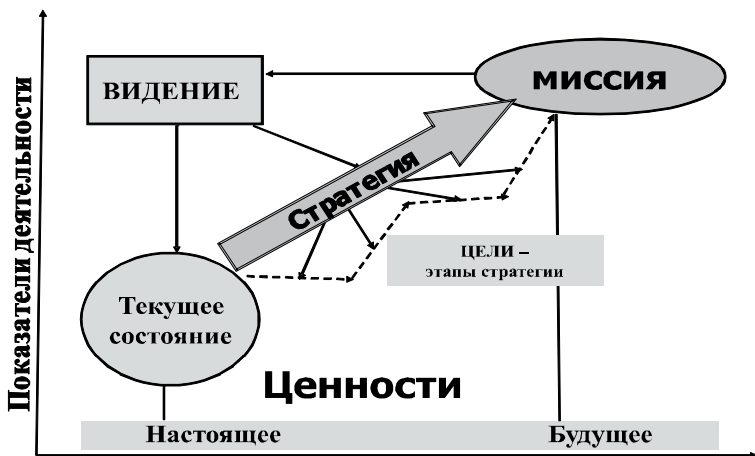 Показатели деятельности
ВИДЕНИЕ
МИССИЯ
Стратегия
ЦЕЛИ –
этапы стратегии
Текущее
состояние
Ценности
Настоящее
Будущее